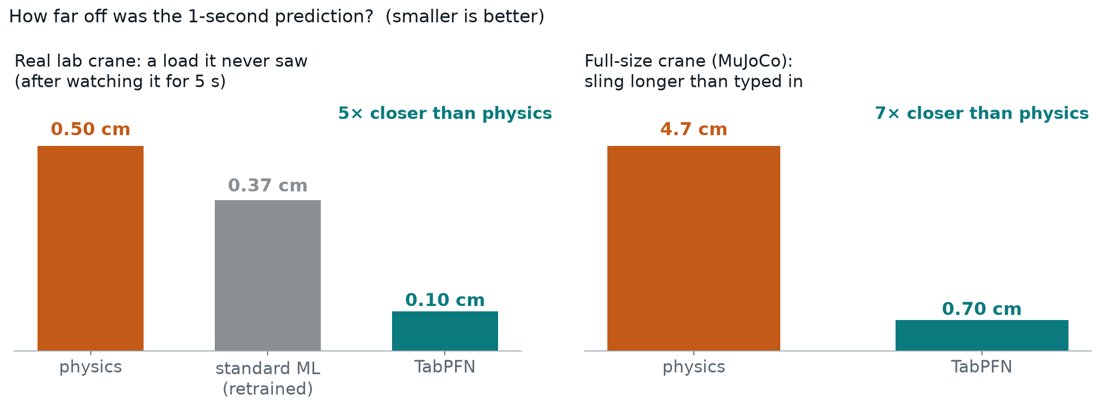 How far off was the 1-second prediction?  (smaller is better)
Real lab crane: a load it never saw
(after watching it for 5 s)
5× closer than physics
0.50 cm
0.37 cm
0.10 cm
physics
standard ML
(retrained)
TabPFN
Full-size crane (MuJoCo):
sling longer than typed in
7× closer than physics
4.7 cm
0.70 cm
physics
TabPFN